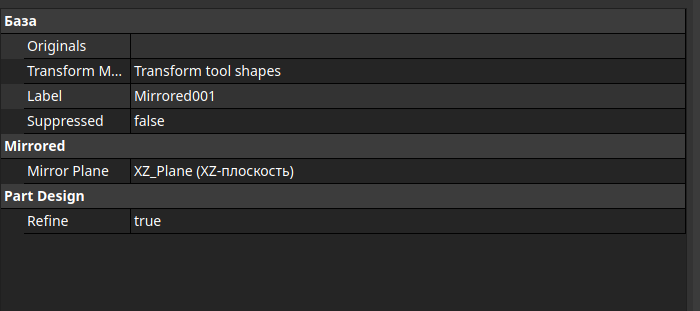 База
Originals
Transform M... Transform tool shapes
Label Mirrored001
Suppressed false
Mirrored
Mirror Plane XZ_Plane (XZ-плоскость)
Part Design
Refine true